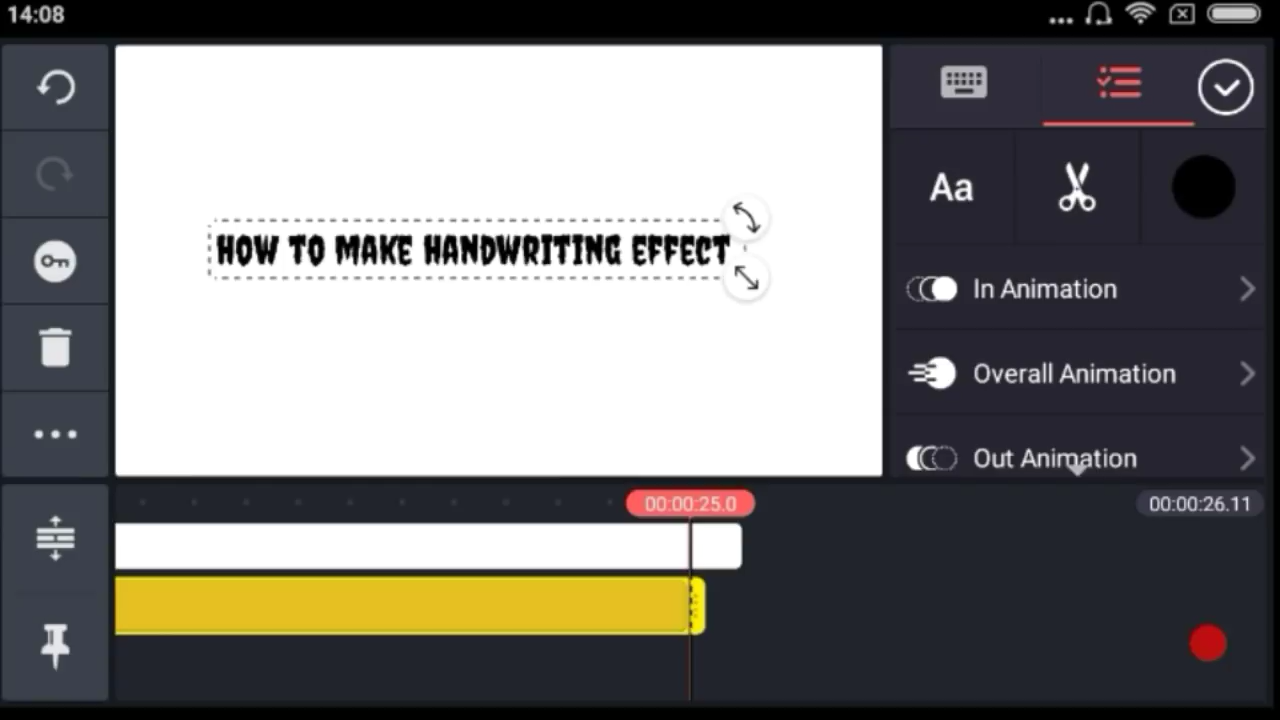 14:08
HOW TO MAKE HANDWRITING EFFECT
Aa
In Animation
Overall Animation
Out Animation
00:00:25.0
00:00:26.11